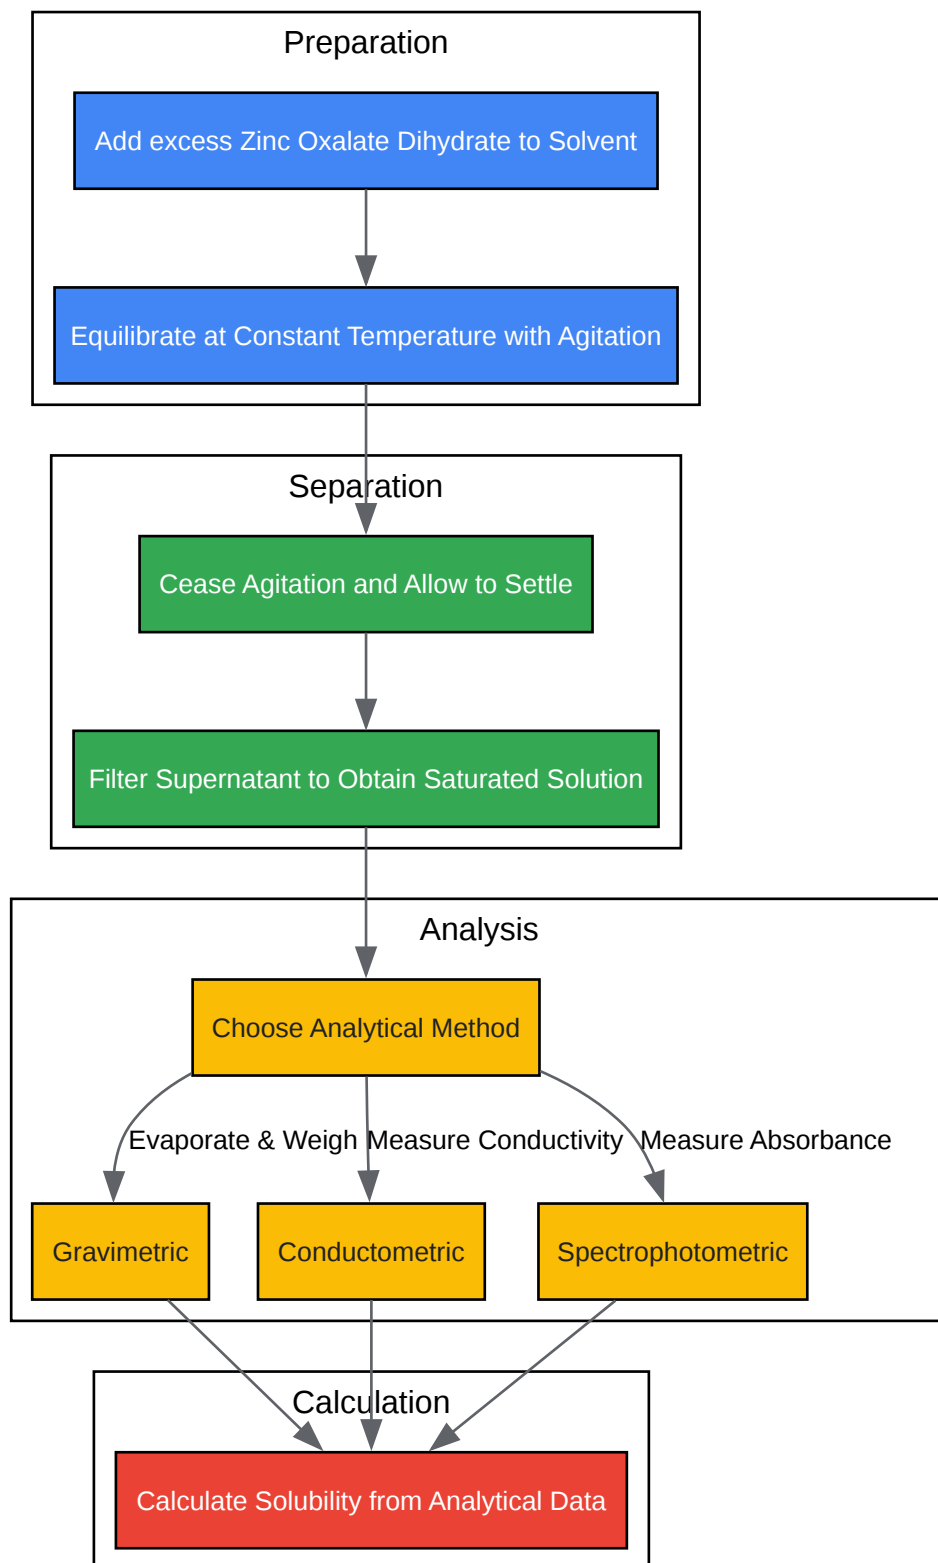 Preparation
Add excess Zinc Oxalate Dihydrate to Solvent
Equilibrate at Constant Temperature with Agitation
Separation
Cease Agitation and Allow to Settle
Filter Supernatant to Obtain Saturated Solution
Analysis
Choose Analytical Method
Evaporate & Weigh
Measure Conductivity
Measure Absorbance
Gravimetric
Conductometric
Spectrophotometric
Calculation
Calculate Solubility from Analytical Data